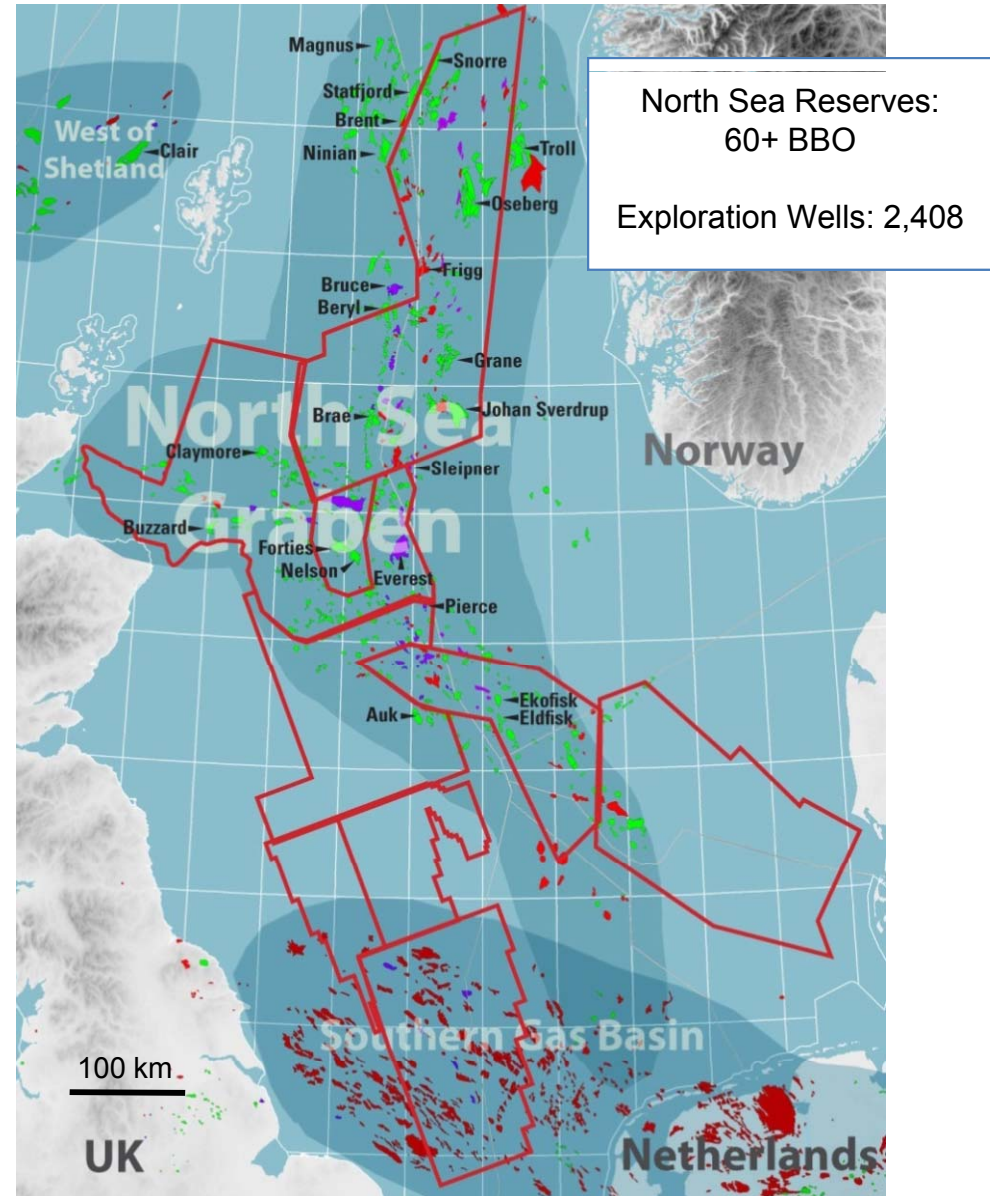 Magnus
Snorre
Statfjord
Brent
Ninian
Troll
Oseberg
West of
Shetland
Clair
North Sea Reserves:
60+ BBO
Exploration Wells: 2,408
Frigg
Bruce
Beryl
Grane
North Sea
Graben
Brae
Johan Sverdrup
Norway
Claymore
Sleipner
Buzzard
Forties
Nelson
Everest
Pierce
Ekofisk
Auk
Eldfisk
Southern Gas Basin
100 km
UK
Netherlands